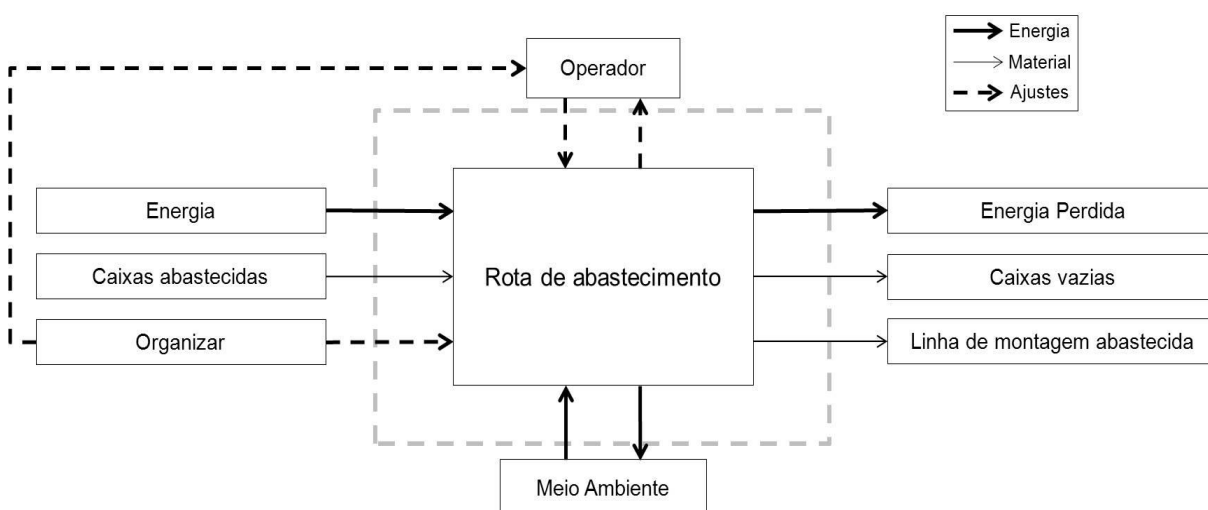 Energia
Material
Ajustes
Operador
Energia
Caixas abastecidas
Organizar
Rota de abastecimento
Energia Perdida
Caixas vazias
Linha de montagem abastecida
Meio Ambiente